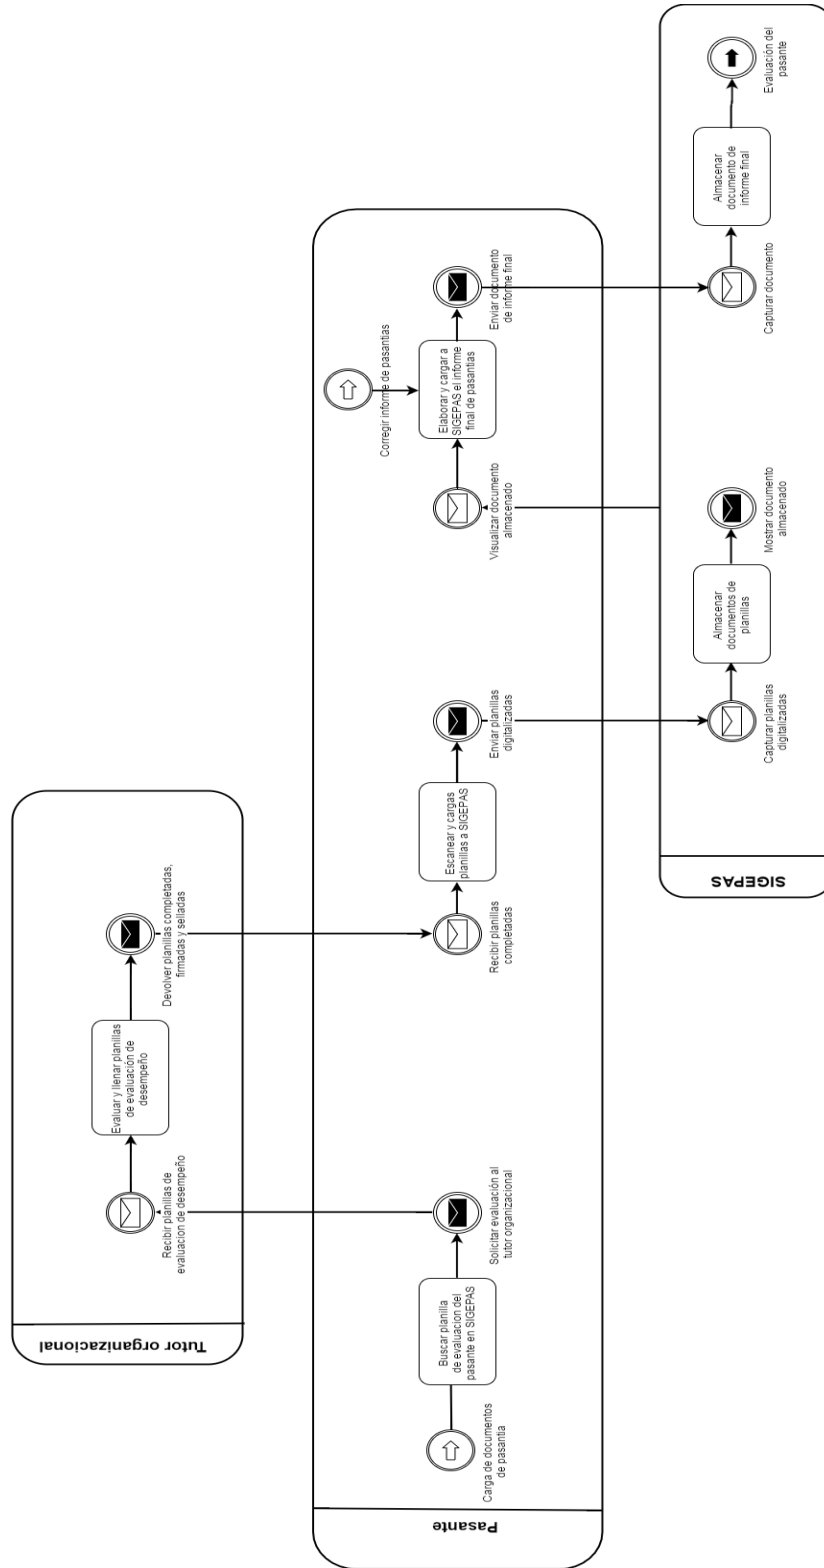 Tutor organizacional
Recibir planillas de
evaluacion de desempeño
Evaluar y llenar planillas
de evaluación de
desempeño
Devolver planillas completadas,
firmadas y selladas
Pasante
Carga de documentos
de pasantia
Buscar planilla
de evaluacion del
pasante en SIGEPAS
Solicitar evaluación al
tutor organizacional
Recibir planillas
completadas
Escanear y cargas
planillas a SIGEPAS
Enviar planillas
digitalizadas
Visualizar documento
almacenado
Corregir informe de pasantias
Elaborar y cargar a
SIGEPAS el informe
final de pasantias
Enviar documento
de informe final
SIGEPAS
Capturar planillas
digitalizadas
Almacenar
documentos de
planillas
Mostrar documento
almacenado
Capturar documento
Almacenar
documento de
informe final
Evaluación del
pasante